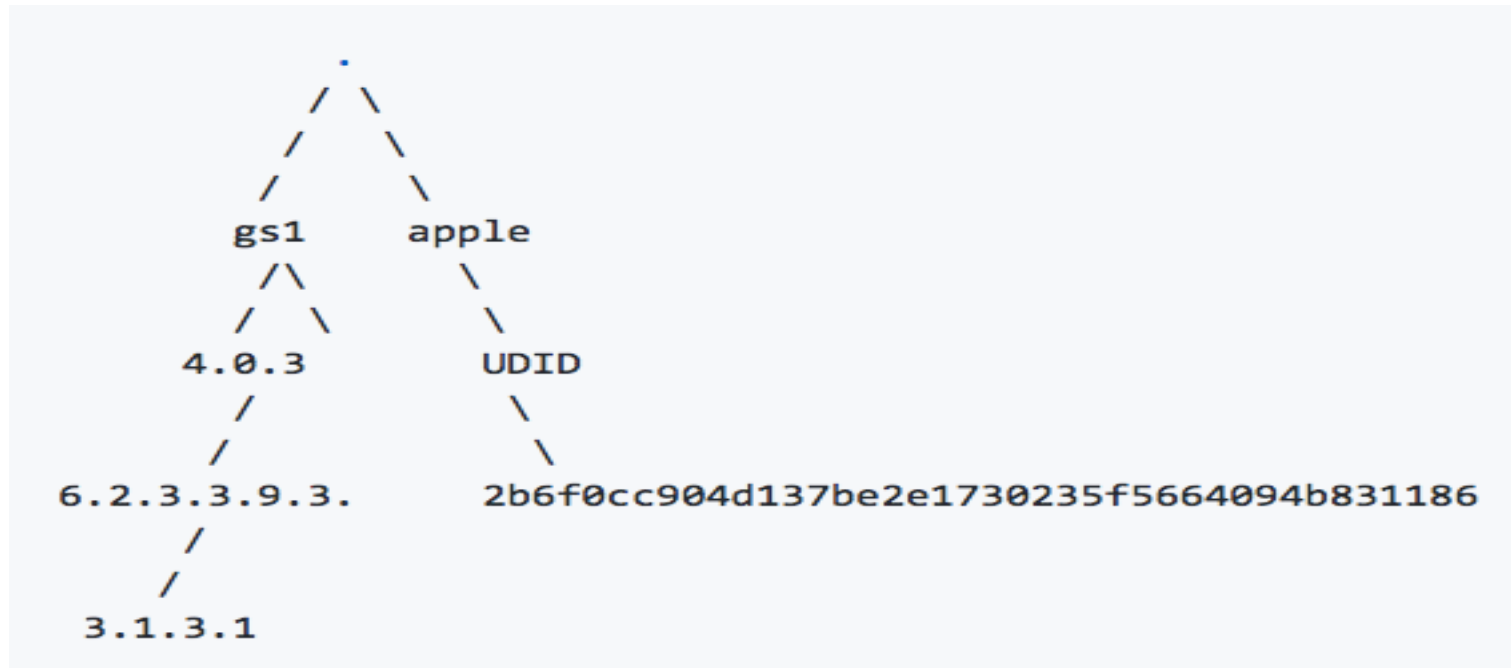 .
/ \
/ \
/ \
gs1 apple
/\ \
/ \ \
4.0.3 UDID
/ \
/ \
6.2.3.3.9.3. 2b6f0cc904d137be2e1730235f5664094b831186
/
/
3.1.3.1